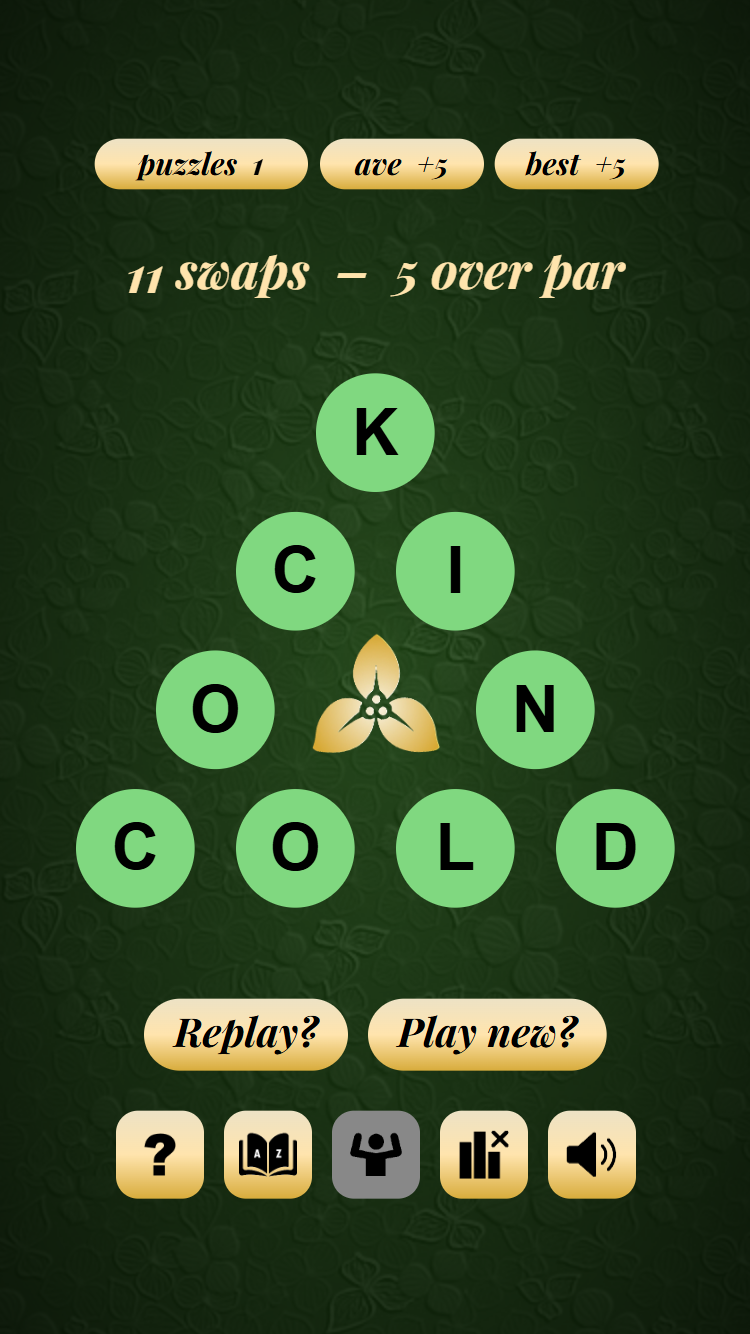 puzzles 1 ave +5 best +5
11 swaps – 5 over par
K
C I
O N
C O L D
Replay? Play new?
? A Z